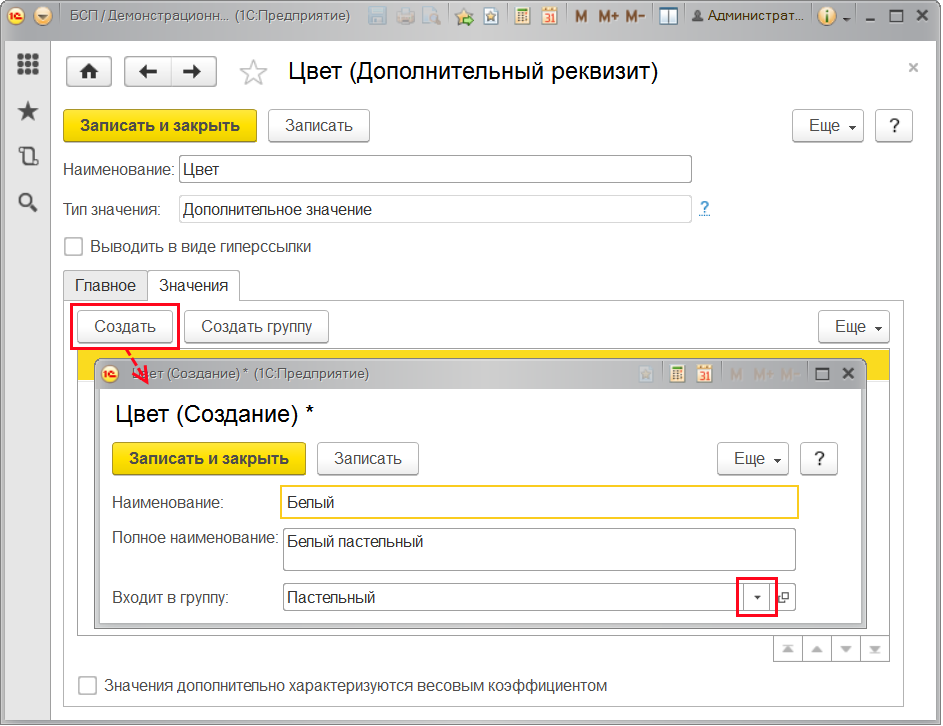 БСП / Демонстрационн... (1С:Предприятие) M M+ M- Администрат...
Цвет (Дополнительный реквизит)
Записать и закрыть Записать Еще ?
Наименование: Цвет
Тип значения: Дополнительное значение ?
Выводить в виде гиперссылки
Главное Значения
Создать Создать группу Еще
Цвет (Создание) * (1С:Предприятие) M M+ M-
Цвет (Создание) *
Записать и закрыть Записать Еще ?
Наименование: Белый
Полное наименование: Белый пастельный
Входит в группу: Пастельный
Значения дополнительно характеризуются весовым коэффициентом